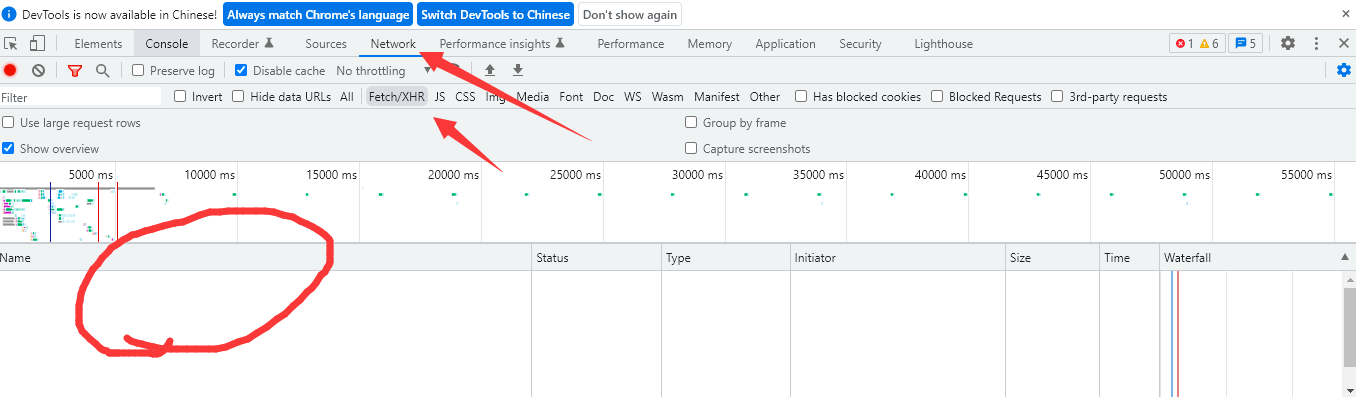 DevTools is now available in Chinese! Always match Chrome's language Switch DevTools to Chinese Don't show again
Elements Console Recorder Sources Network Performance insights Performance Memory Application Security Lighthouse 1 6 5
Preserve log Disable cache No throttling
Filter Invert Hide data URLs All Fetch/XHR JS CSS Img Media Font Doc WS Wasm Manifest Other Has blocked cookies Blocked Requests 3rd-party requests
Use large request rows Group by frame
Show overview Capture screenshots
5000 ms 10000 ms 15000 ms 20000 ms 25000 ms 30000 ms 35000 ms 40000 ms 45000 ms 50000 ms 55000 ms
Name Status Type Initiator Size Time Waterfall